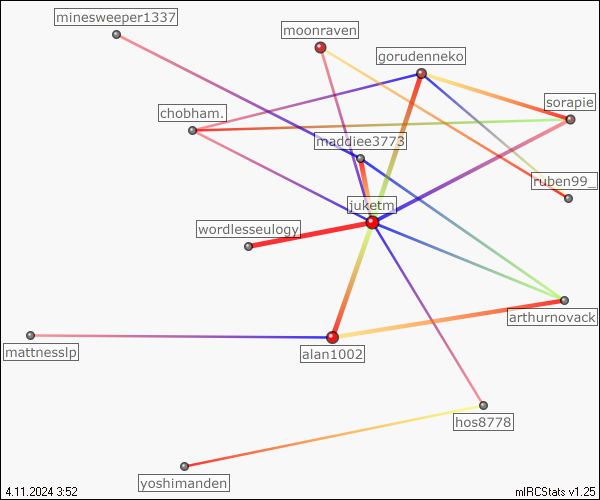 minesweeper1337
moonraven
gorudenneko
sorapie
chobham.
maddiee3773
ruben99_
juketm
wordlesseulogy
arthurnovack
mattnesslp
alan1002
hos8778
yoshimanden
4.11.2024 3:52
mIRCStats v1.25